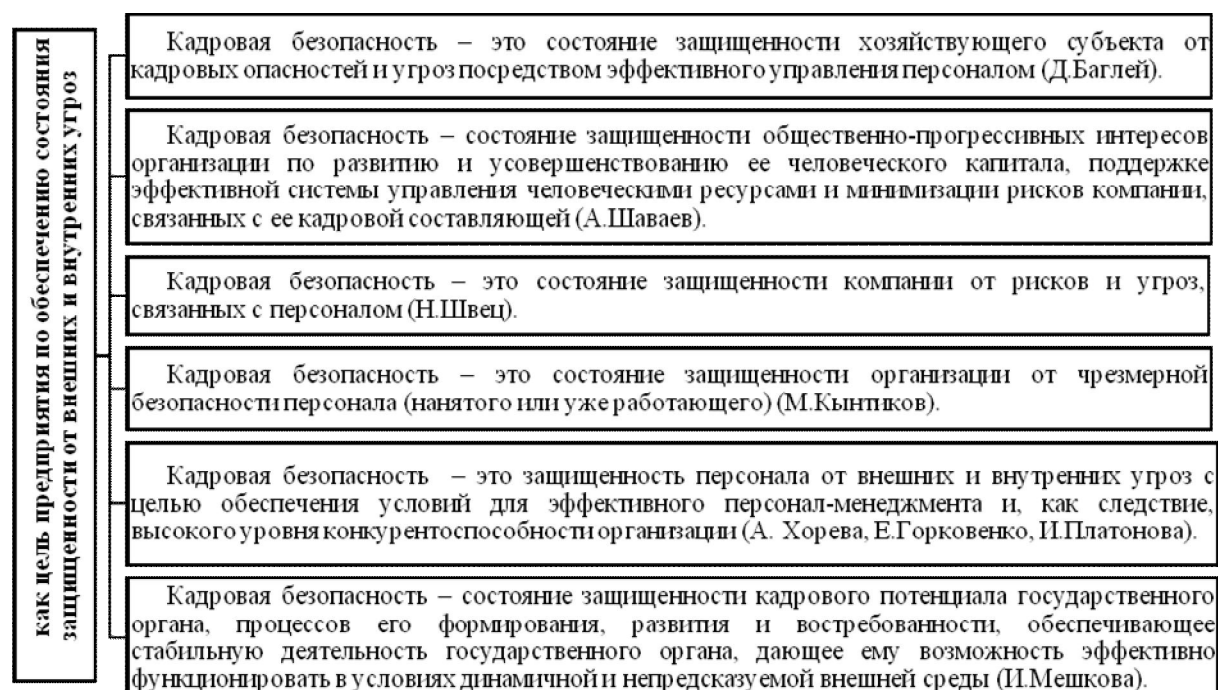 как цель предприятия по обеспечению состояния
защищенности от внешних и внутренних угроз
Кадровая безопасность – это состояние защищенности хозяйствующего субъекта от
кадровых опасностей и угроз посредством эффективного управления персоналом (Д.Баглей).
Кадровая безопасность – состояние защищенности общественно-прогрессивных интересов
организации по развитию и усовершенствованию ее человеческого капитала, поддержке
эффективной системы управления человеческими ресурсами и минимизации рисков компании,
связанных с ее кадровой составляющей (А.Шаваев).
Кадровая безопасность – это состояние защищенности компании от рисков и угроз,
связанных с персоналом (Н.Швец).
Кадровая безопасность – это состояние защищенности организации от чрезмерной
безопасности персонала (нанятого или уже работающего) (М.Кынтиков).
Кадровая безопасность – это защищенность персонала от внешних и внутренних угроз с
целью обеспечения условий для эффективного персонал-менеджмента и, как следствие,
высокого уровня конкурентоспособности организации (А. Хорева, Е.Горковенко, И.Платонова).
Кадровая безопасность – состояние защищенности кадрового потенциала государственного
органа, процессов его формирования, развития и востребованности, обеспечивающее
стабильную деятельность государственного органа, дающее ему возможность эффективно
функционировать в условиях динамичной и непредсказуемой внешней среды (И.Мешкова).